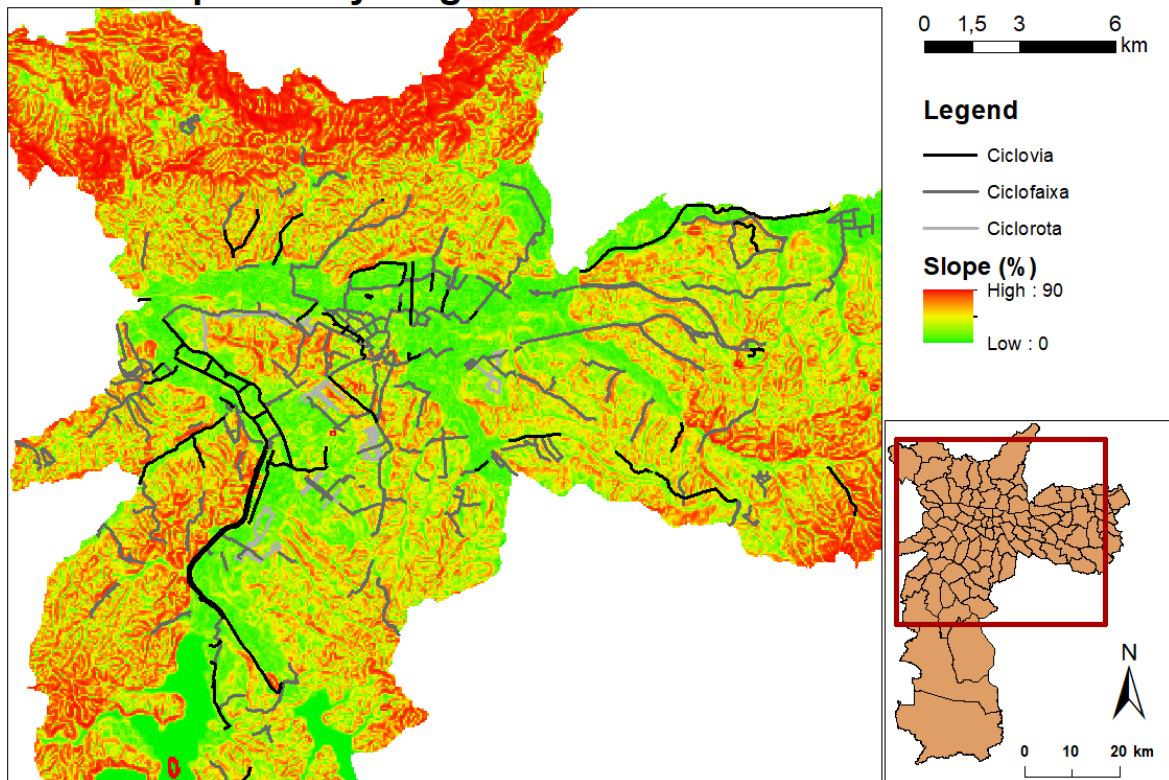 0 1,5 3 6
km
Legend
Ciclovia
Ciclofaixa
Ciclorota
Slope (%)
High : 90
Low : 0
N
0 10 20 km